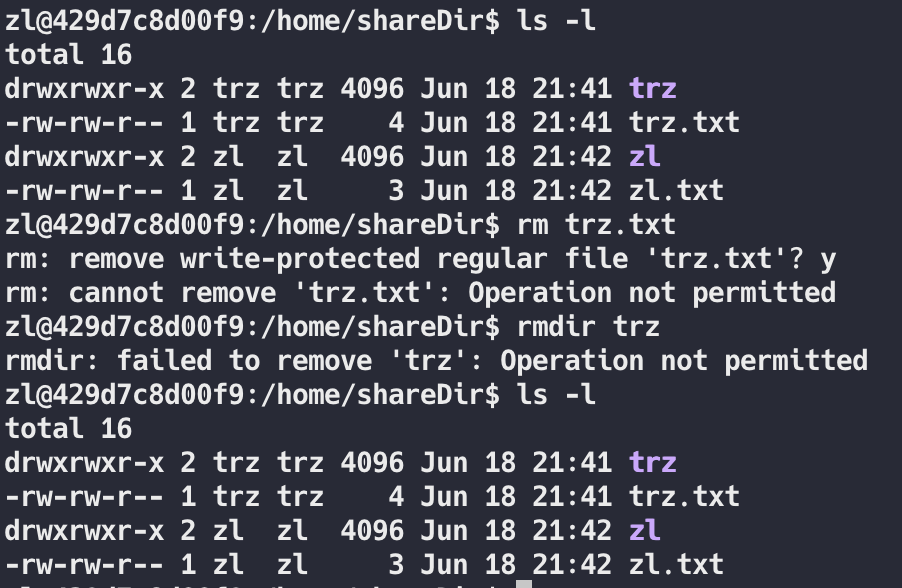 zl@429d7c8d00f9:/home/shareDir$ ls -l
total 16
drwxrwxr-x 2 trz trz 4096 Jun 18 21:41 trz
-rw-rw-r-- 1 trz trz    4 Jun 18 21:41 trz.txt
drwxrwxr-x 2 zl  zl  4096 Jun 18 21:42 zl
-rw-rw-r-- 1 zl  zl     3 Jun 18 21:42 zl.txt
zl@429d7c8d00f9:/home/shareDir$ rm trz.txt
rm: remove write-protected regular file 'trz.txt'? y
rm: cannot remove 'trz.txt': Operation not permitted
zl@429d7c8d00f9:/home/shareDir$ rmdir trz
rmdir: failed to remove 'trz': Operation not permitted
zl@429d7c8d00f9:/home/shareDir$ ls -l
total 16
drwxrwxr-x 2 trz trz 4096 Jun 18 21:41 trz
-rw-rw-r-- 1 trz trz    4 Jun 18 21:41 trz.txt
drwxrwxr-x 2 zl  zl  4096 Jun 18 21:42 zl
-rw-rw-r-- 1 zl  zl     3 Jun 18 21:42 zl.txt